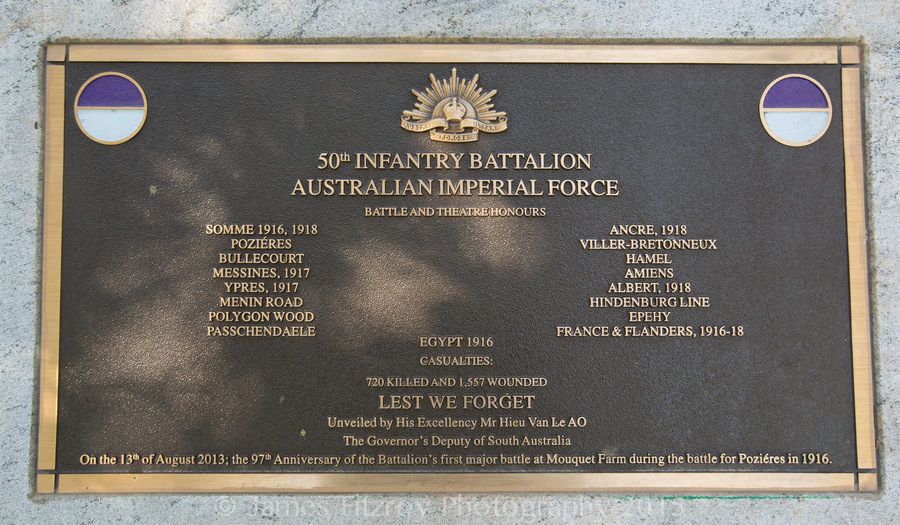 50th INFANTRY BATTALION
AUSTRALIAN IMPERIAL FORCE
BATTLE AND THEATRE HONOURS
SOMME 1916, 1918
POZIÉRES
BULLECOURT
MESSINES, 1917
YPRES, 1917
MENIN ROAD
POLYGON WOOD
PASSCHENDAELE
ANCRE, 1918
VILLER-BRETONNEUX
HAMEL
AMIENS
ALBERT, 1918
HINDENBURG LINE
EPEHY
FRANCE & FLANDERS, 1916-18
EGYPT 1916
CASUALTIES:
720 KILLED AND 1,557 WOUNDED
LEST WE FORGET
Unveiled by His Excellency Mr Hieu Van Le AO
The Governor's Deputy of South Australia
On the 13th of August 2013; the 97th Anniversary of the Battalion's first major battle at Mouquet Farm during the battle for Poziéres in 1916.
© James Fitzroy Photography 2013